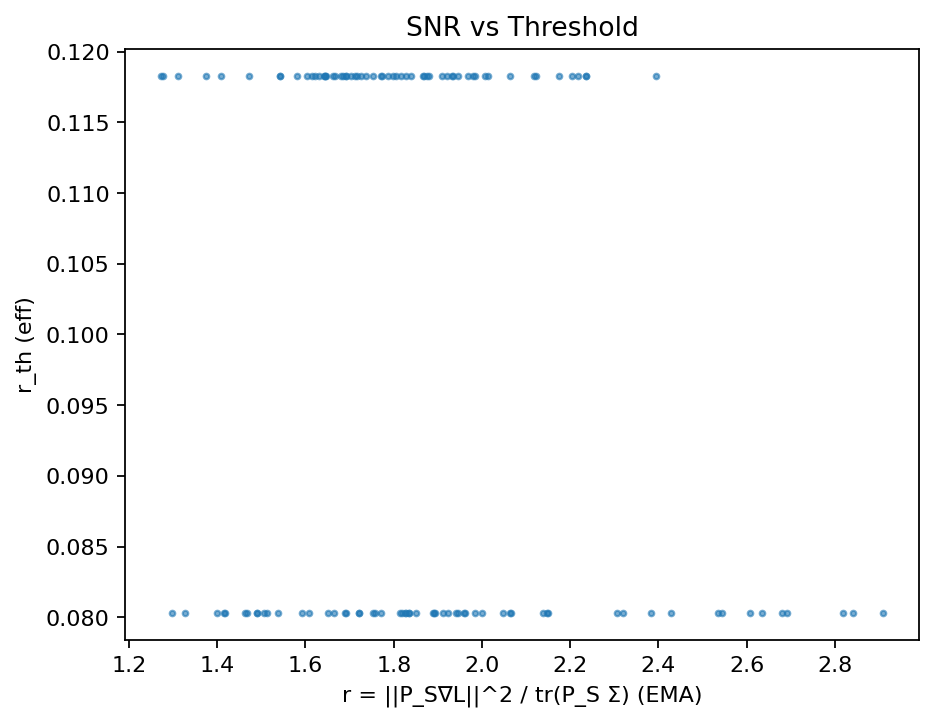 SNR vs Threshold
0.120
0.115
0.110
0.105
0.100
0.095
0.090
0.085
0.080
r_th (eff)
1.2 1.4 1.6 1.8 2.0 2.2 2.4 2.6 2.8
r = ||P_S∇L||^2 / tr(P_S Σ) (EMA)